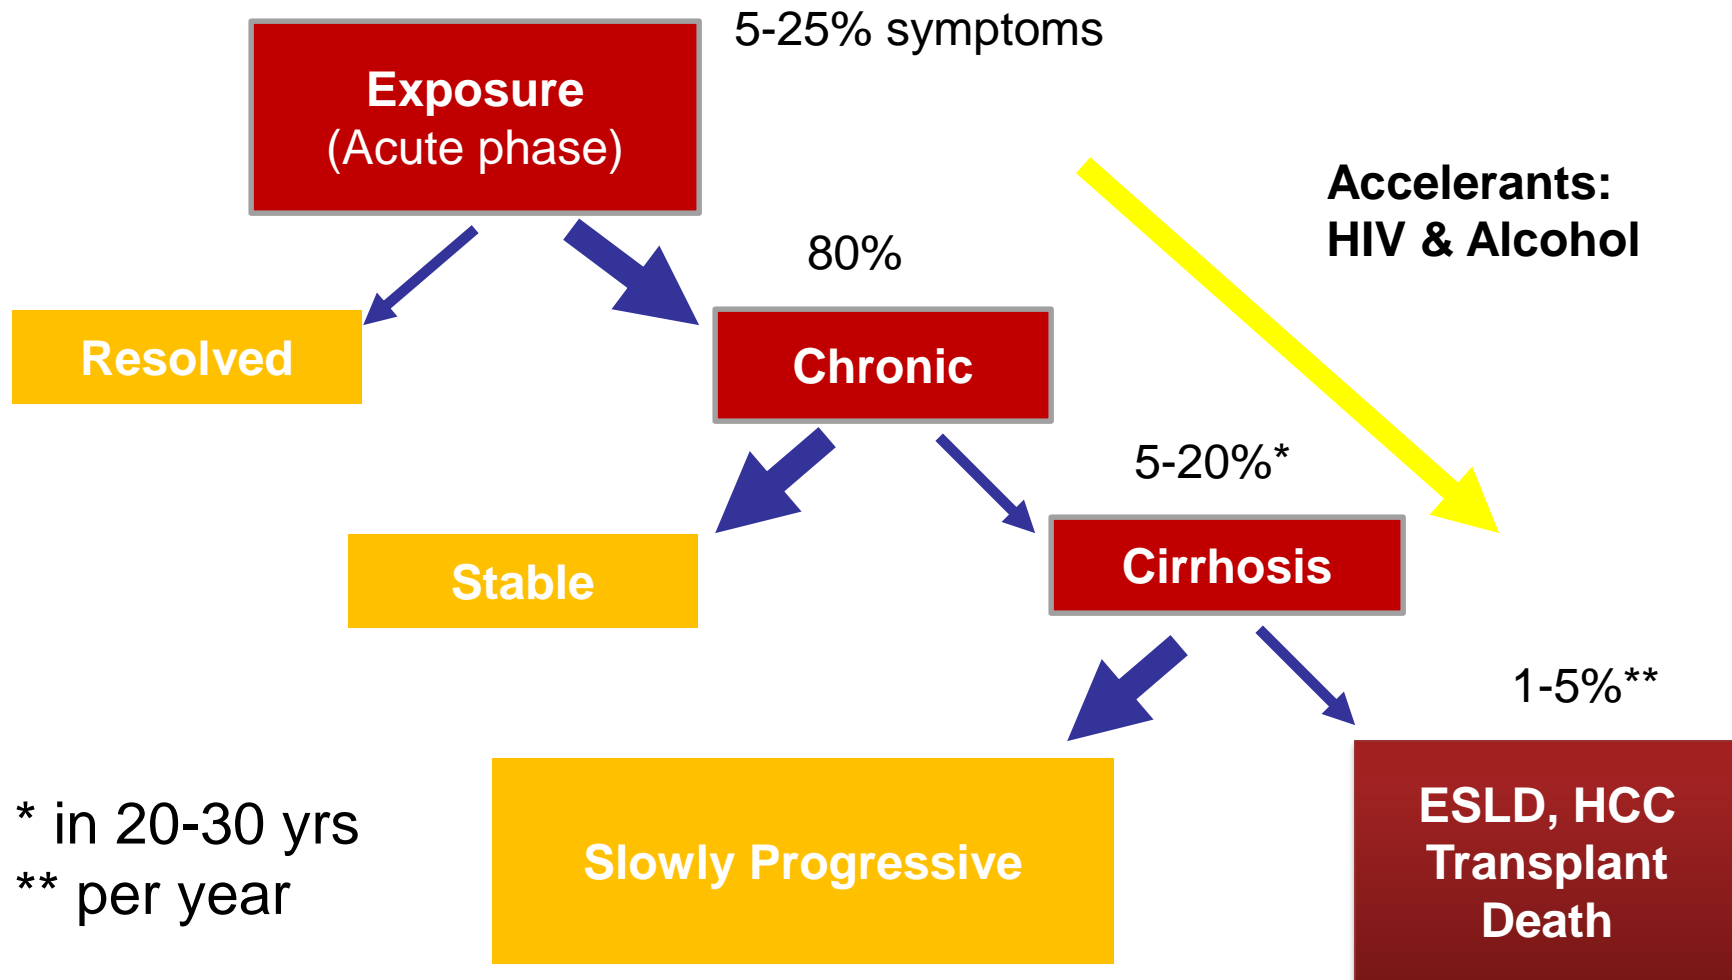 5-25% symptoms
Exposure
(Acute phase)
Accelerants:
HIV & Alcohol
80%
Resolved
Chronic
5-20%*
Stable
Cirrhosis
1-5%**
* in 20-30 yrs
** per year
Slowly Progressive
ESLD, HCC
Transplant
Death